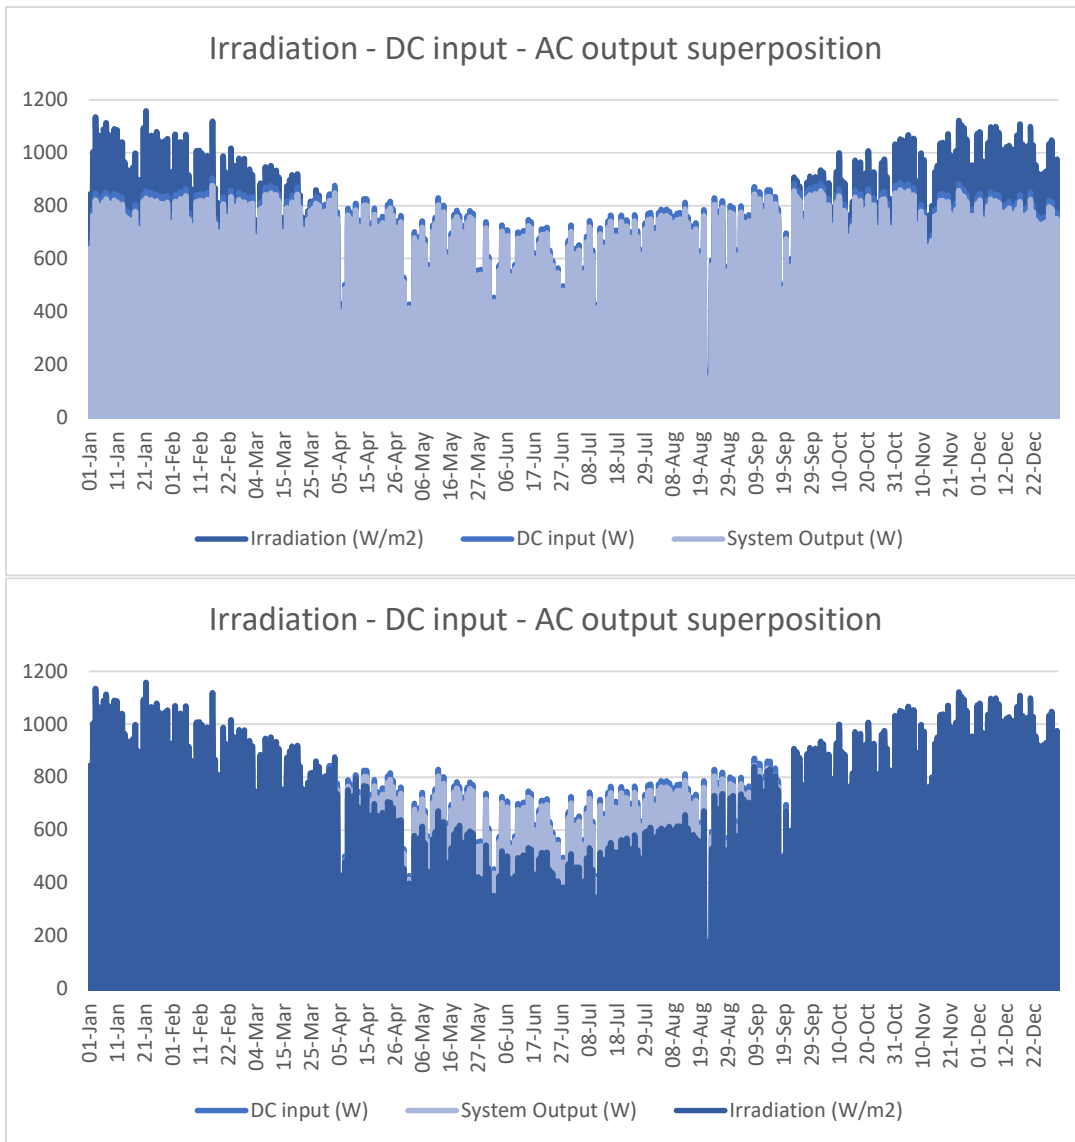 Irradiation - DC input - AC output superposition
1200
1000
800
600
400
200
0
01-Jan
11-Jan
21-Jan
01-Feb
11-Feb
22-Feb
04-Mar
15-Mar
25-Mar
05-Apr
15-Apr
26-Apr
06-May
16-May
27-May
06-Jun
17-Jun
27-Jun
08-Jul
18-Jul
29-Jul
08-Aug
19-Aug
29-Aug
09-Sep
19-Sep
29-Sep
10-Oct
20-Oct
31-Oct
10-Nov
21-Nov
01-Dec
12-Dec
22-Dec
Irradiation (W/m2) DC input (W) System Output (W)
Irradiation - DC input - AC output superposition
1200
1000
800
600
400
200
0
01-Jan
11-Jan
21-Jan
01-Feb
11-Feb
22-Feb
04-Mar
15-Mar
25-Mar
05-Apr
15-Apr
26-Apr
06-May
16-May
27-May
06-Jun
17-Jun
27-Jun
08-Jul
18-Jul
29-Jul
08-Aug
19-Aug
29-Aug
09-Sep
19-Sep
29-Sep
10-Oct
20-Oct
31-Oct
10-Nov
21-Nov
01-Dec
12-Dec
22-Dec
DC input (W) System Output (W) Irradiation (W/m2)